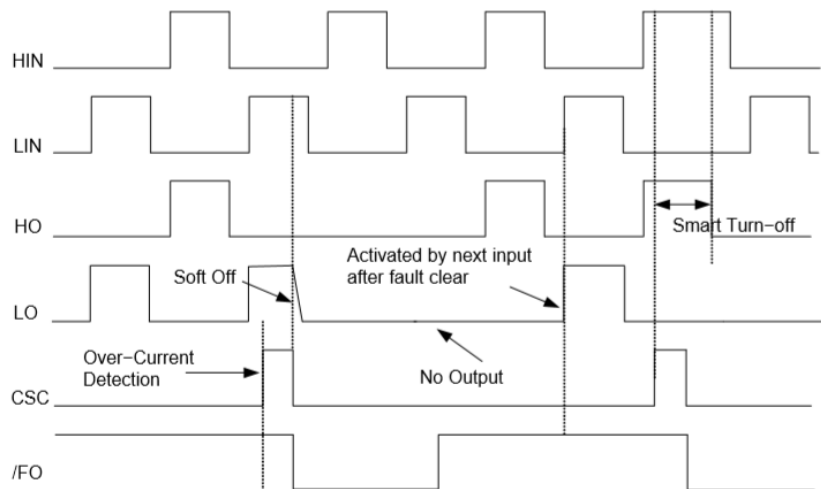 HIN
LIN
HO
Smart Turn−off
Activated by next input
after fault clear
Soft Off
LO
Over−Current
Detection
No Output
CSC
/FO